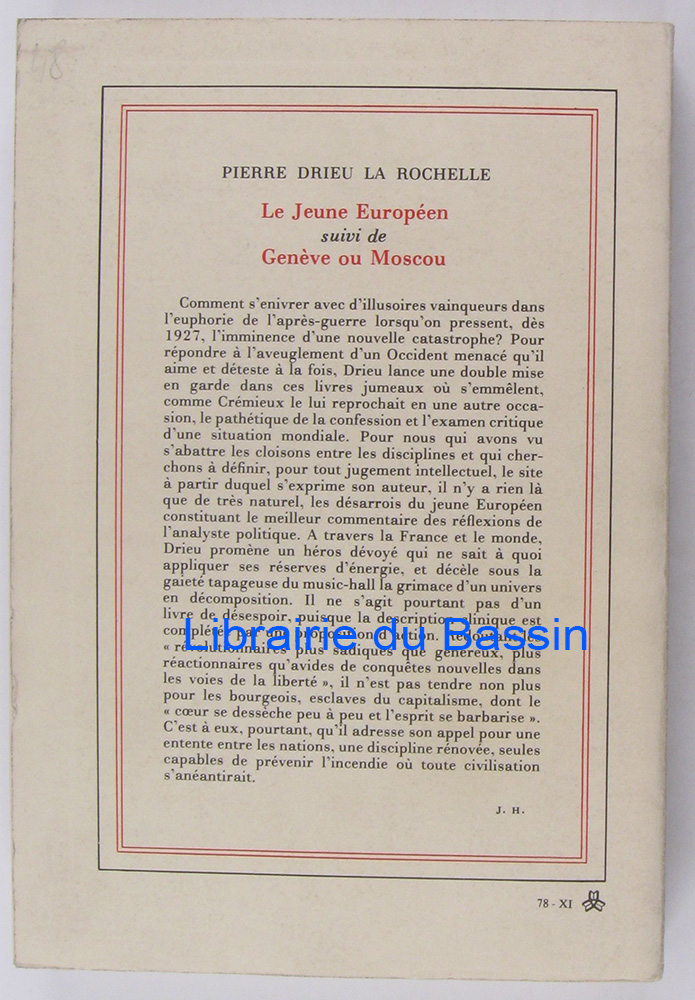 48
PIERRE DRIEU LA ROCHELLE
Le Jeune Européen
suivi de
Genève ou Moscou
Comment s'enivrer avec d'illusoires vainqueurs dans
l'euphorie de l'après-guerre lorsqu'on pressent, dès
1927, l'imminence d'une nouvelle catastrophe? Pour
répondre à l'aveuglement d'un Occident menacé qu'il
aime et déteste à la fois, Drieu lance une double mise
en garde dans ces livres jumeaux où s'emmêlent,
comme Crémieux le lui reprochait en une autre occa-
sion, le pathétique de la confession et l'examen critique
d'une situation mondiale. Pour nous qui avons vu
s'abattre les cloisons entre les disciplines et qui cher-
chons à définir, pour tout jugement intellectuel, le site
à partir duquel s'exprime son auteur, il n'y a rien là
que de très naturel, les désarrois du jeune Européen
constituant le meilleur commentaire des réflexions de
l'analyste politique. A travers la France et le monde,
Drieu promène un héros dévoyé qui ne sait à quoi
appliquer ses réserves d'énergie, et décèle sous la
gaieté tapageuse du music-hall la grimace d'un univers
en décomposition. Il ne s'agit pourtant pas d'un
livre de désespoir, puisque la description clinique est
complétée par une proposition d'action. Redoutant les
« révolutionnaires plus sadiques que généreux, plus
réactionnaires qu'avides de conquêtes nouvelles dans
les voies de la liberté », il n'est pas tendre non plus
pour les bourgeois, esclaves du capitalisme, dont le
« cœur se dessèche peu à peu et l'esprit se barbarise ».
C'est à eux, pourtant, qu'il adresse son appel pour une
entente entre les nations, une discipline rénovée, seules
capables de prévenir l'incendie où toute civilisation
s'anéantirait.
J. H.
78 - XI
Librairie du Bassin